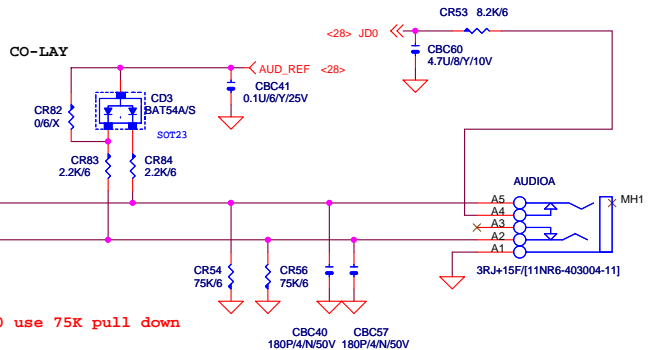 CR53 8.2K/6
<28> JD0
CO-LAY
CBC60
4.7U/8/Y/10V
AUD_REF <28>
CBC41
0.1U/6/Y/25V
CD3
BAT54A/S
CR82
0/6/X
SOT23
CR83
2.2K/6
CR84
2.2K/6
AUDIOA
A5
A4
A3
A2
A1
MH1
3RJ+15F/[11NR6-403004-11]
CR54
75K/6
CR56
75K/6
0 use 75K pull down
CBC40
180P/4/N/50V
CBC57
180P/4/N/50V